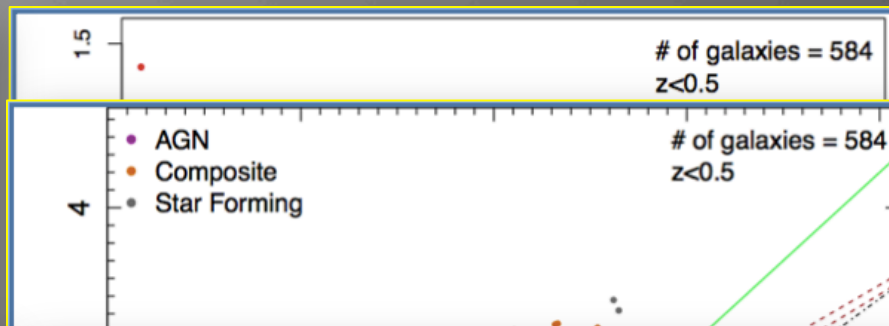 1.5
# of galaxies = 584
z<0.5
AGN
# of galaxies = 584
Composite
z<0.5
Star Forming
4